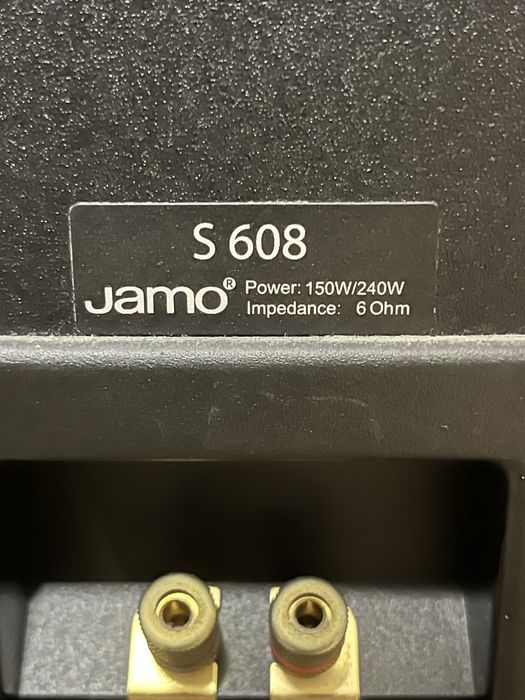 S 608
Jamo®
Power: 150W/240W
Impedance: 6 Ohm